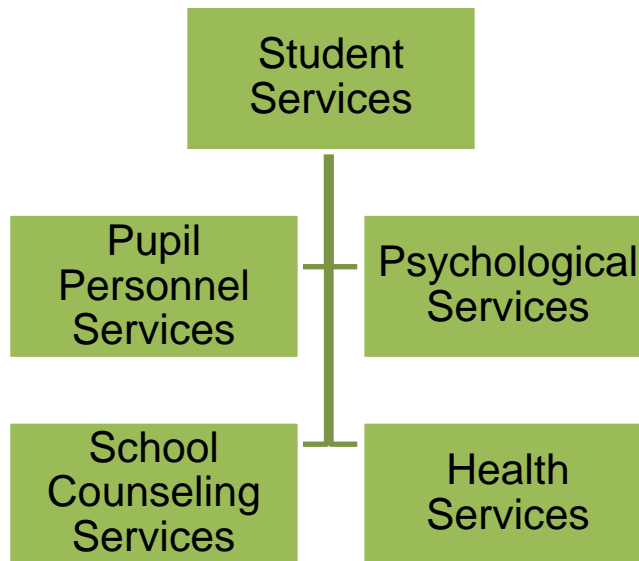 Student
Services
Pupil
Personnel
Services
Psychological
Services
School
Counseling
Services
Health
Services